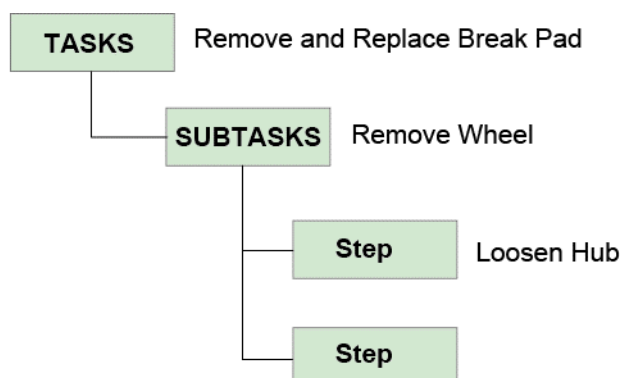 TASKS Remove and Replace Break Pad
SUBTASKS Remove Wheel
Step Loosen Hub
Step